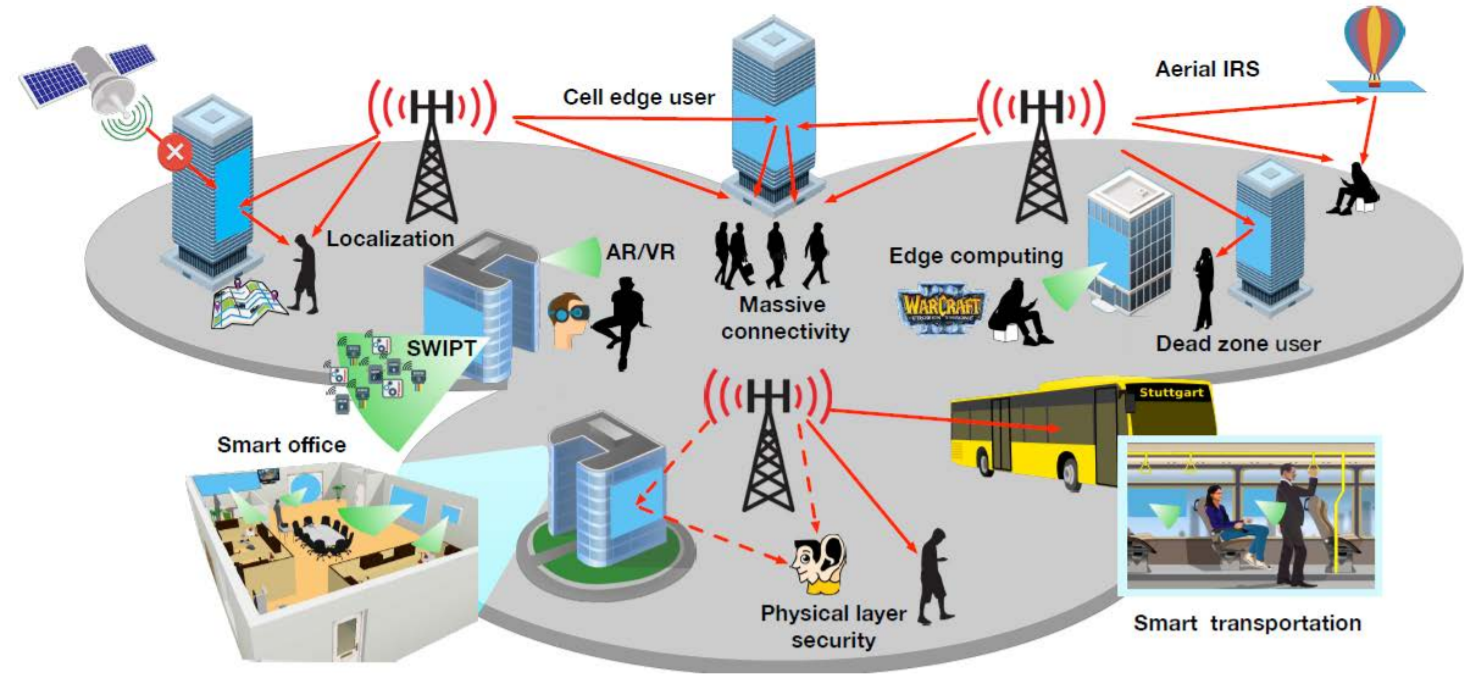 Cell edge user
Aerial IRS
Localization
AR/VR
Massive
connectivity
Edge computing
WARCRAFT
Dead zone user
SWIPT
Stuttgart
Smart office
Physical layer
security
Smart transportation